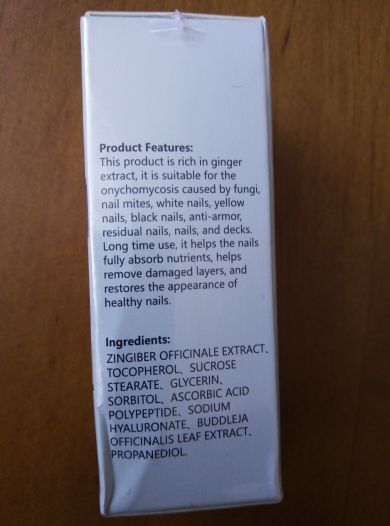 Product Features:
This product is rich in ginger
extract, it is suitable for the
onychomycosis caused by fungi,
nail mites, white nails, yellow
nails, black nails, anti-armor,
residual nails, nails, and decks.
Long time use, it helps the nails
fully absorb nutrients, helps
remove damaged layers, and
restores the appearance of
healthy nails.
Ingredients:
ZINGIBER OFFICINALE EXTRACT、
TOCOPHEROL、SUCROSE
STEARATE、GLYCERIN、
SORBITOL、ASCORBIC ACID
POLYPEPTIDE、SODIUM
HYALURONATE、BUDDLEJA
OFFICINALIS LEAF EXTRACT、
PROPANEDIOL.